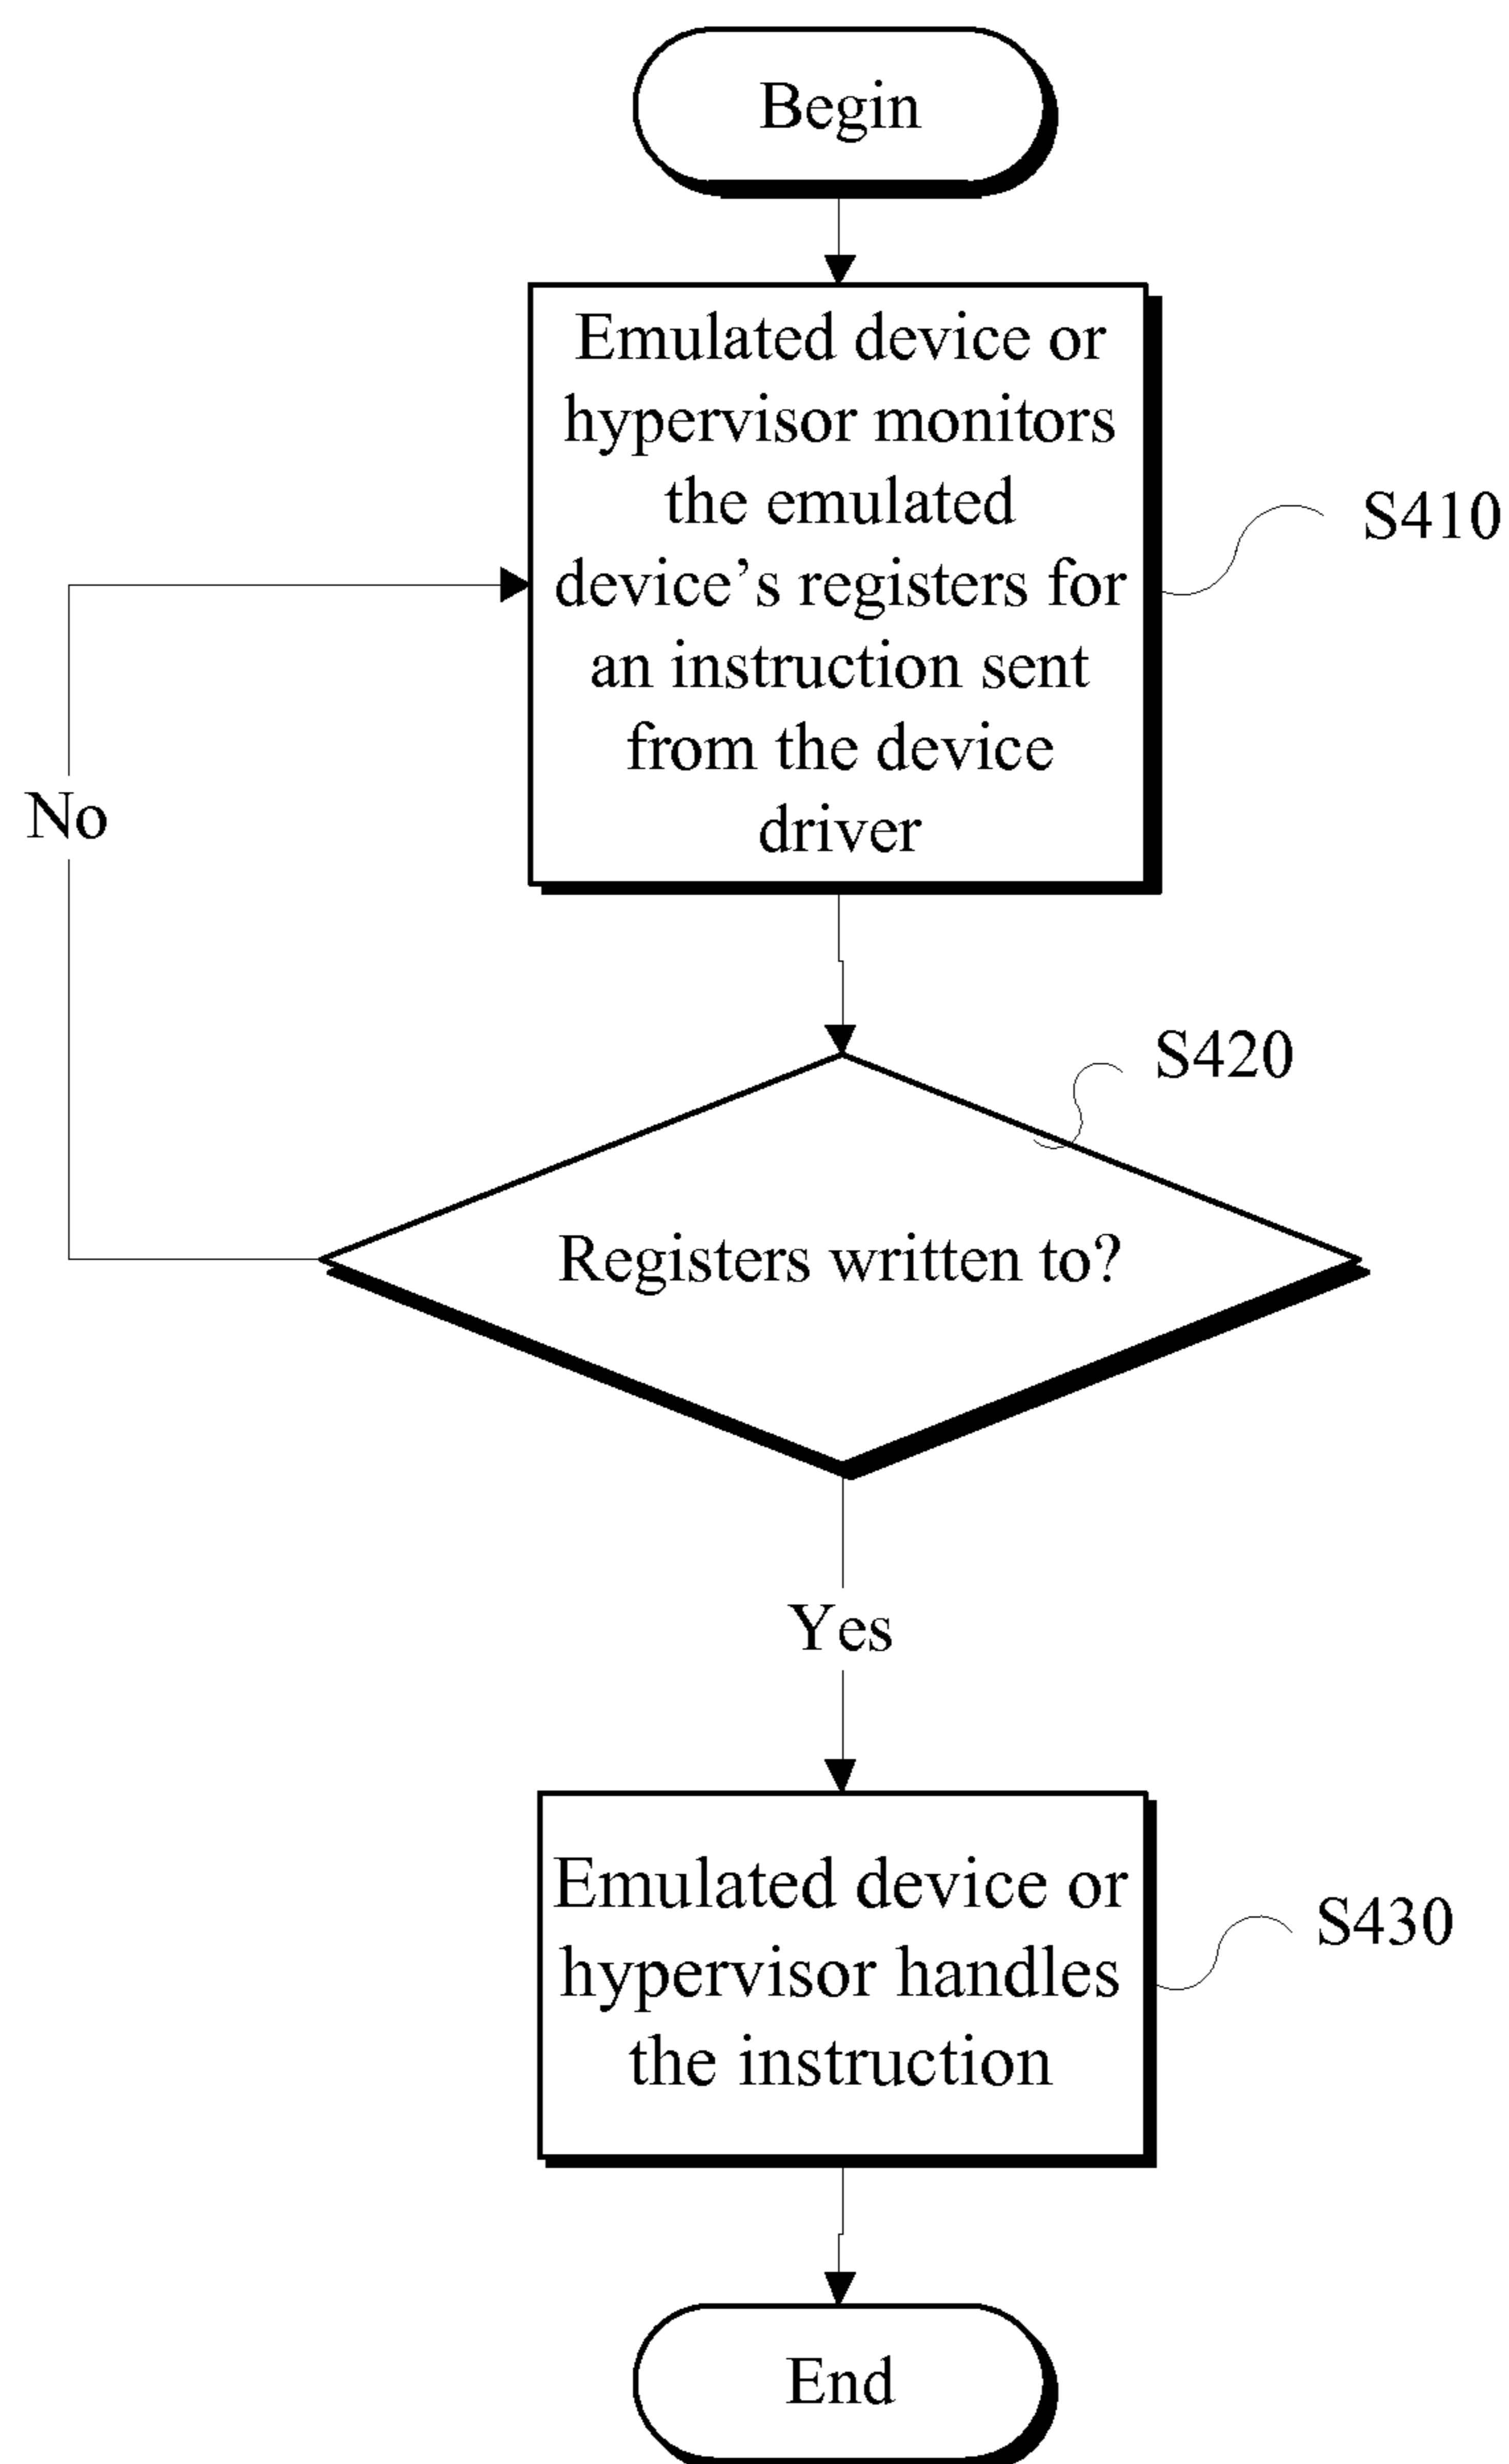 Begin
Emulated device or
hypervisor monitors
the emulated
device’s registers for
an instruction sent
from the device
driver
S410
No
S420
Registers written to?
Yes
Emulated device or
hypervisor handles
the instruction
S430
End